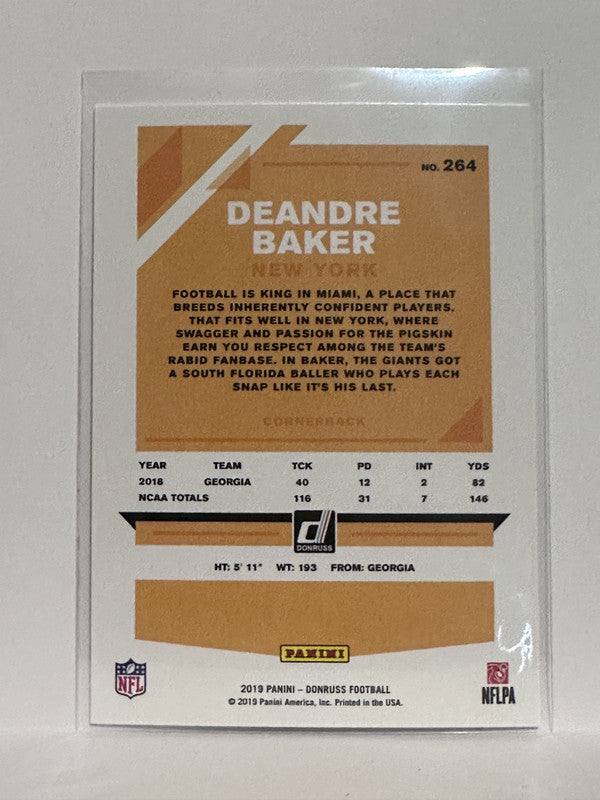 NO. 264
DEANDRE
BAKER
NEW YORK
FOOTBALL IS KING IN MIAMI, A PLACE THAT
BREEDS INHERENTLY CONFIDENT PLAYERS.
THAT FITS WELL IN NEW YORK, WHERE
SWAGGER AND PASSION FOR THE PIGSKIN
EARN YOU RESPECT AMONG THE TEAM'S
RABID FANBASE. IN BAKER, THE GIANTS GOT
A SOUTH FLORIDA BALLER WHO PLAYS EACH
SNAP LIKE IT'S HIS LAST.
CORNERBACK
YEAR TEAM TCK PD INT YDS
2018 GEORGIA 40 12 2 82
NCAA TOTALS 116 31 7 146
d
DONRUSS
HT: 5' 11" WT: 193 FROM: GEORGIA
PANINI
NFL
NFLPA
2019 PANINI – DONRUSS FOOTBALL
© 2019 Panini America, Inc. Printed in the USA.